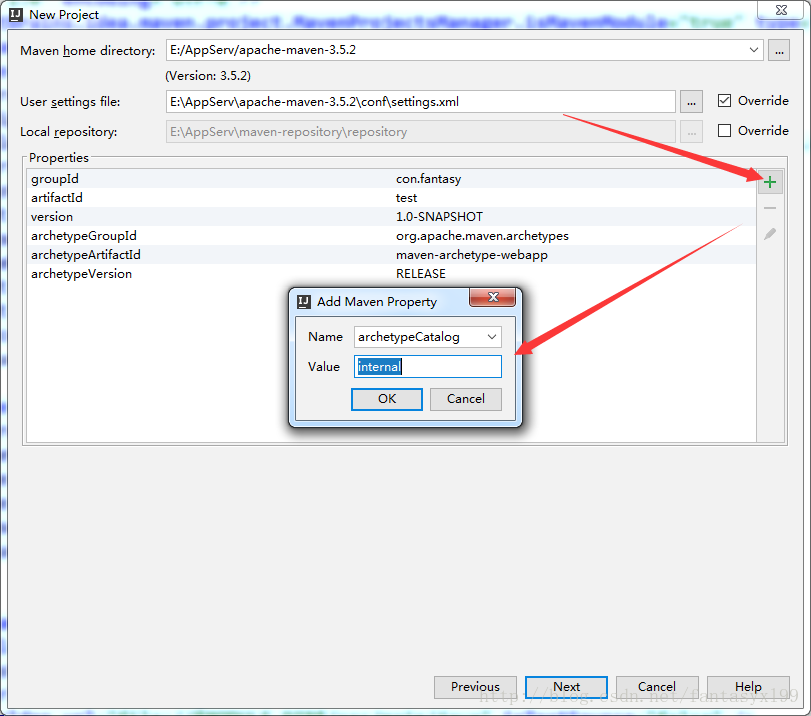 New Project
Maven home directory: E:/AppServ/apache-maven-3.5.2 ...
(Version: 3.5.2)
User settings file: E:\AppServ\apache-maven-3.5.2\conf\settings.xml ... Override
Local repository: E:\AppServ\maven-repository\repository ... Override
Properties
groupId con.fantasy
artifactId test
version 1.0-SNAPSHOT
archetypeGroupId org.apache.maven.archetypes
archetypeArtifactId maven-archetype-webapp
archetypeVersion RELEASE
Add Maven Property
Name archetypeCatalog
Value internal
OK Cancel
Previous Next Cancel Help
http://blog.csdn.net/fantasyx199